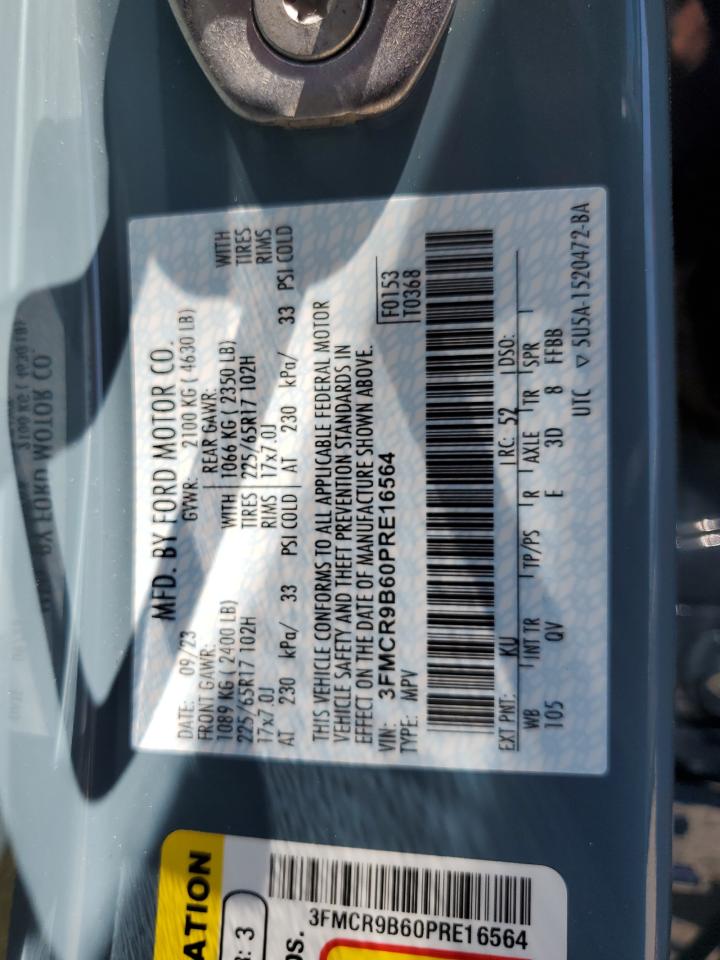 MFD. BY FORD MOTOR CO.
DATE: 09/23 GVWR: 2100 KG ( 4630 LB)
FRONT GAWR: REAR GAWR:
1089 KG ( 2400 LB) WITH 1066 KG ( 2350 LB) WITH
225/65R17 102H TIRES 225/65R17 102H TIRES
17x7.0J RIMS 17x7.0J RIMS
AT 230 kPa/ 33 PSI COLD AT 230 kPa/ 33 PSI COLD
THIS VEHICLE CONFORMS TO ALL APPLICABLE FEDERAL MOTOR
VEHICLE SAFETY AND THEFT PREVENTION STANDARDS IN
EFFECT ON THE DATE OF MANUFACTURE SHOWN ABOVE.
VIN: 3FMCR9B60PRE16564 F0153
TYPE: MPV T0368
EXT PNT: KU RC: 52 DSO:
WB INT TR TP/PS R AXLE TR SPR
105 QV E 3D 8 FFBB
UTC ▽ 5U5A-1520472-BA
ATION
: 3
3FMCR9B60PRE16564